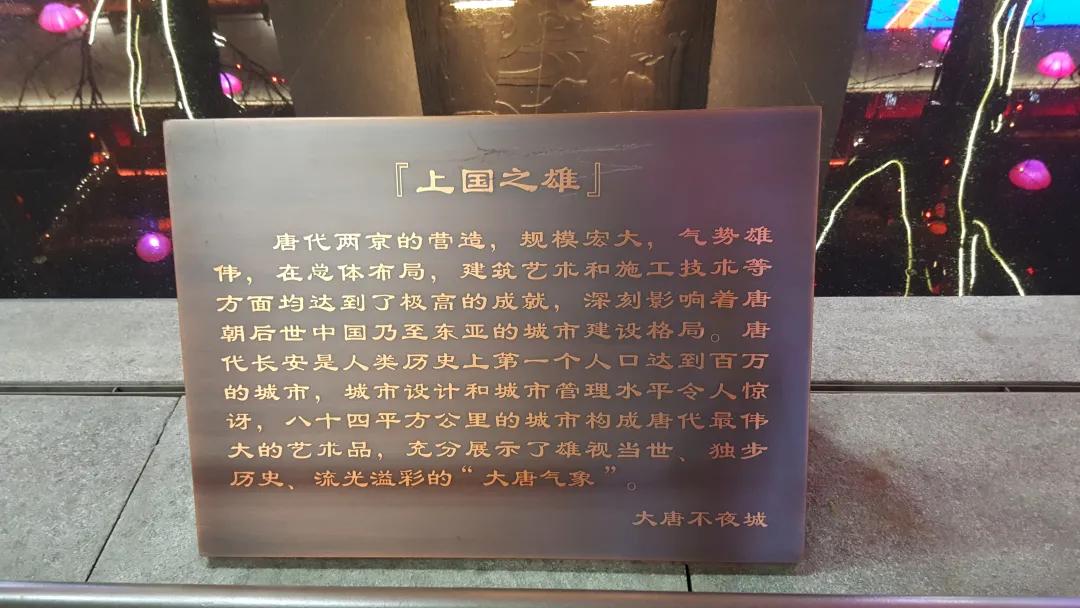 『上国之雄』
唐代两京的营造，规模宏大，气势雄
伟，在总体布局，建筑艺术和施工技术等
方面均达到了极高的成就，深刻影响着唐
朝后世中国乃至东亚的城市建设格局。唐
代长安是人类历史上第一个人口达到百万
的城市，城市设计和城市管理水平令人惊
讶，八十四平方公里的城市构成唐代最伟
大的艺术品，充分展示了雄视当世、独步
历史、流光溢彩的“大唐气象”。
大唐不夜城